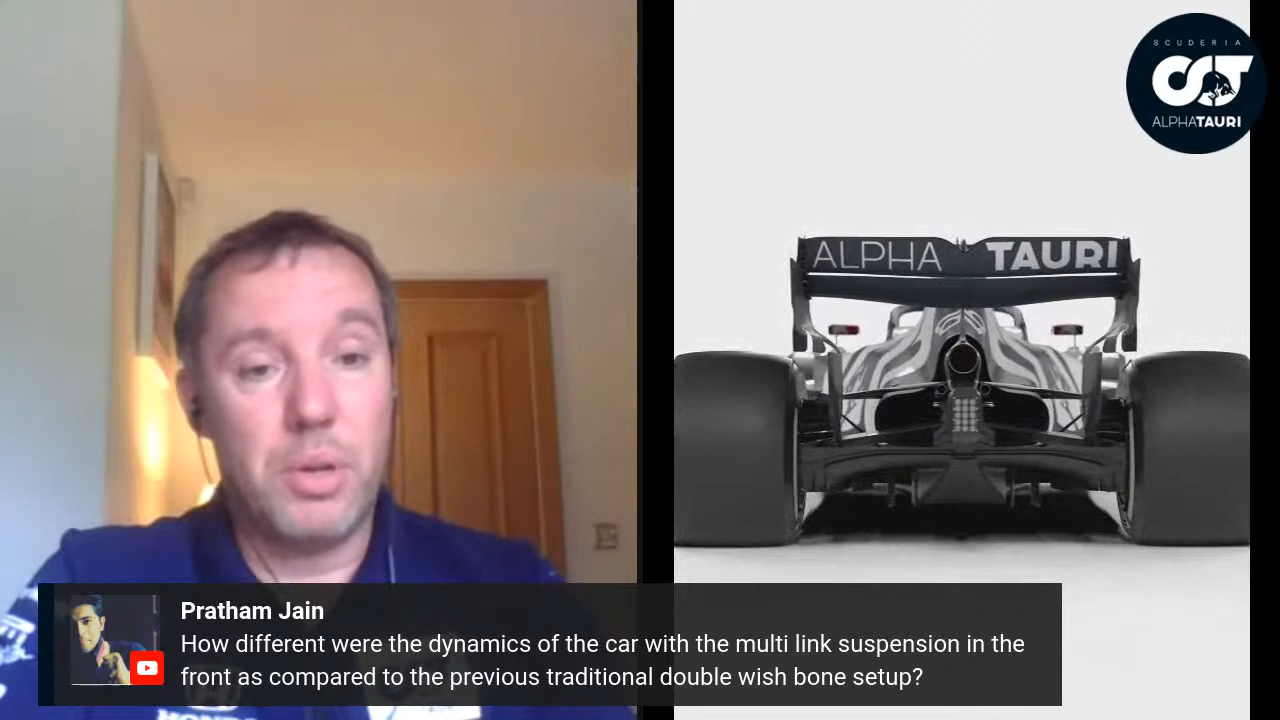 SCUDERIA
ALPHATAURI
ALPHA TAURI
Pratham Jain
How different were the dynamics of the car with the multi link suspension in the
front as compared to the previous traditional double wish bone setup?
HONDA